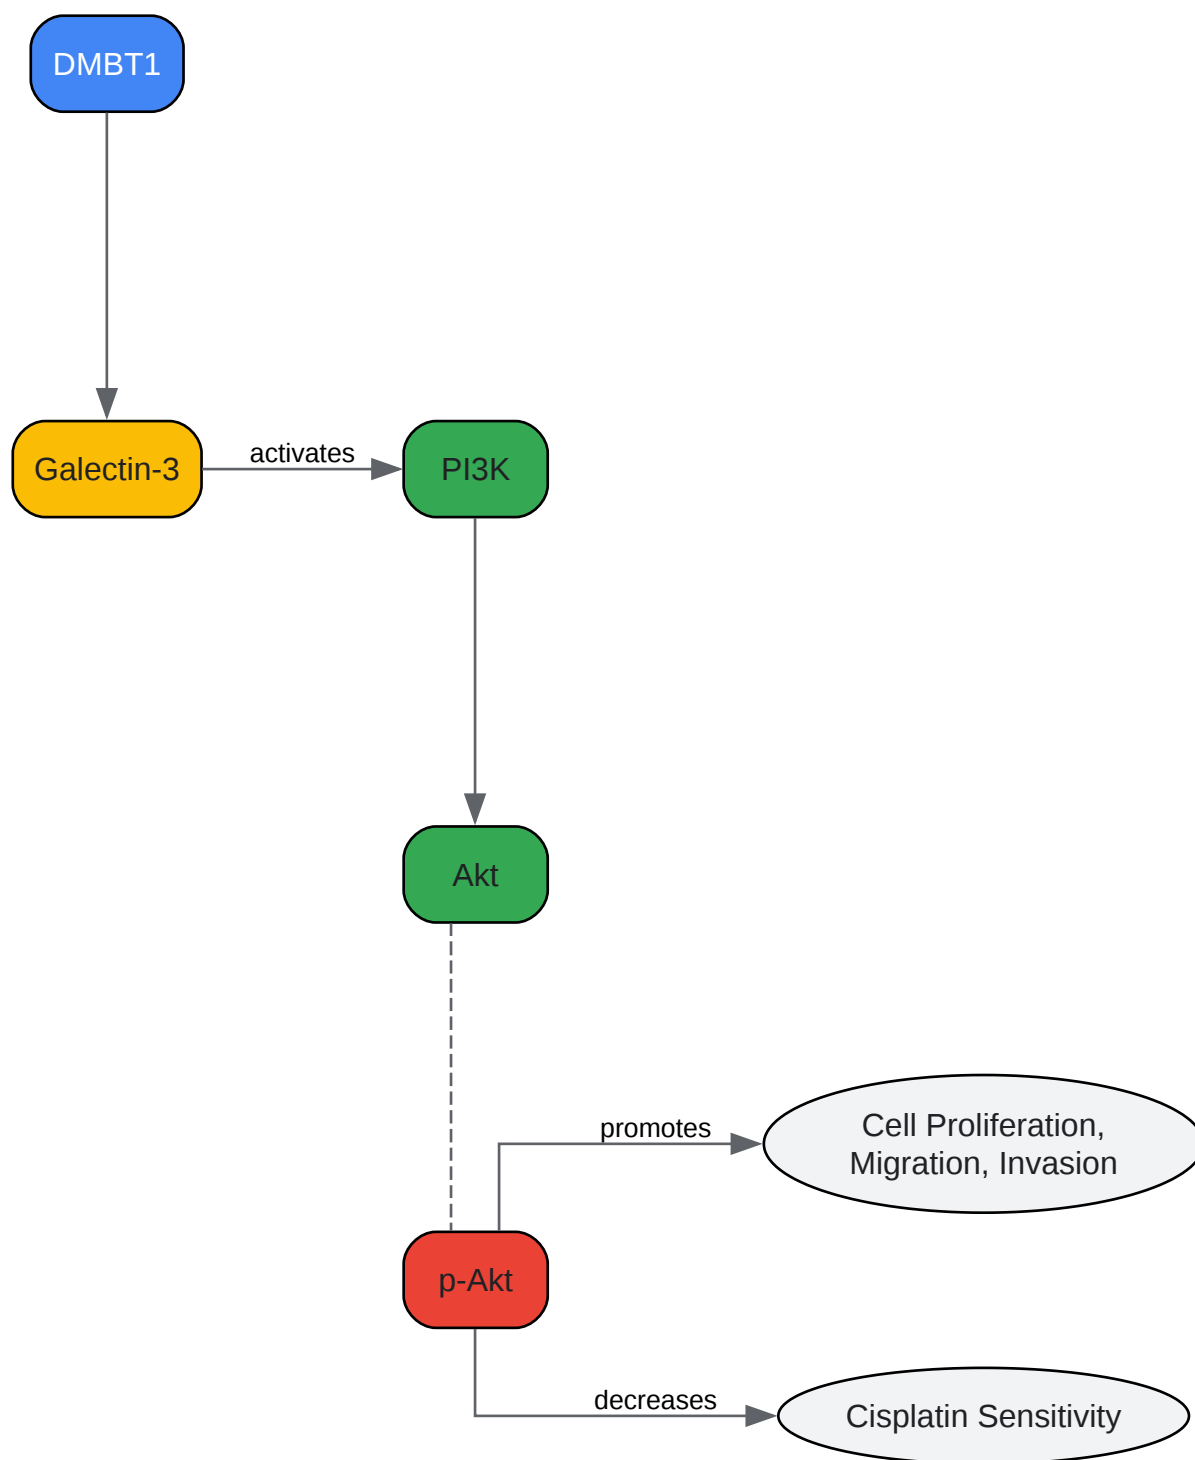 DMBT1
Galectin-3
activates
PI3K
Akt
promotes
Cell Proliferation,
Migration, Invasion
p-Akt
decreases
Cisplatin Sensitivity